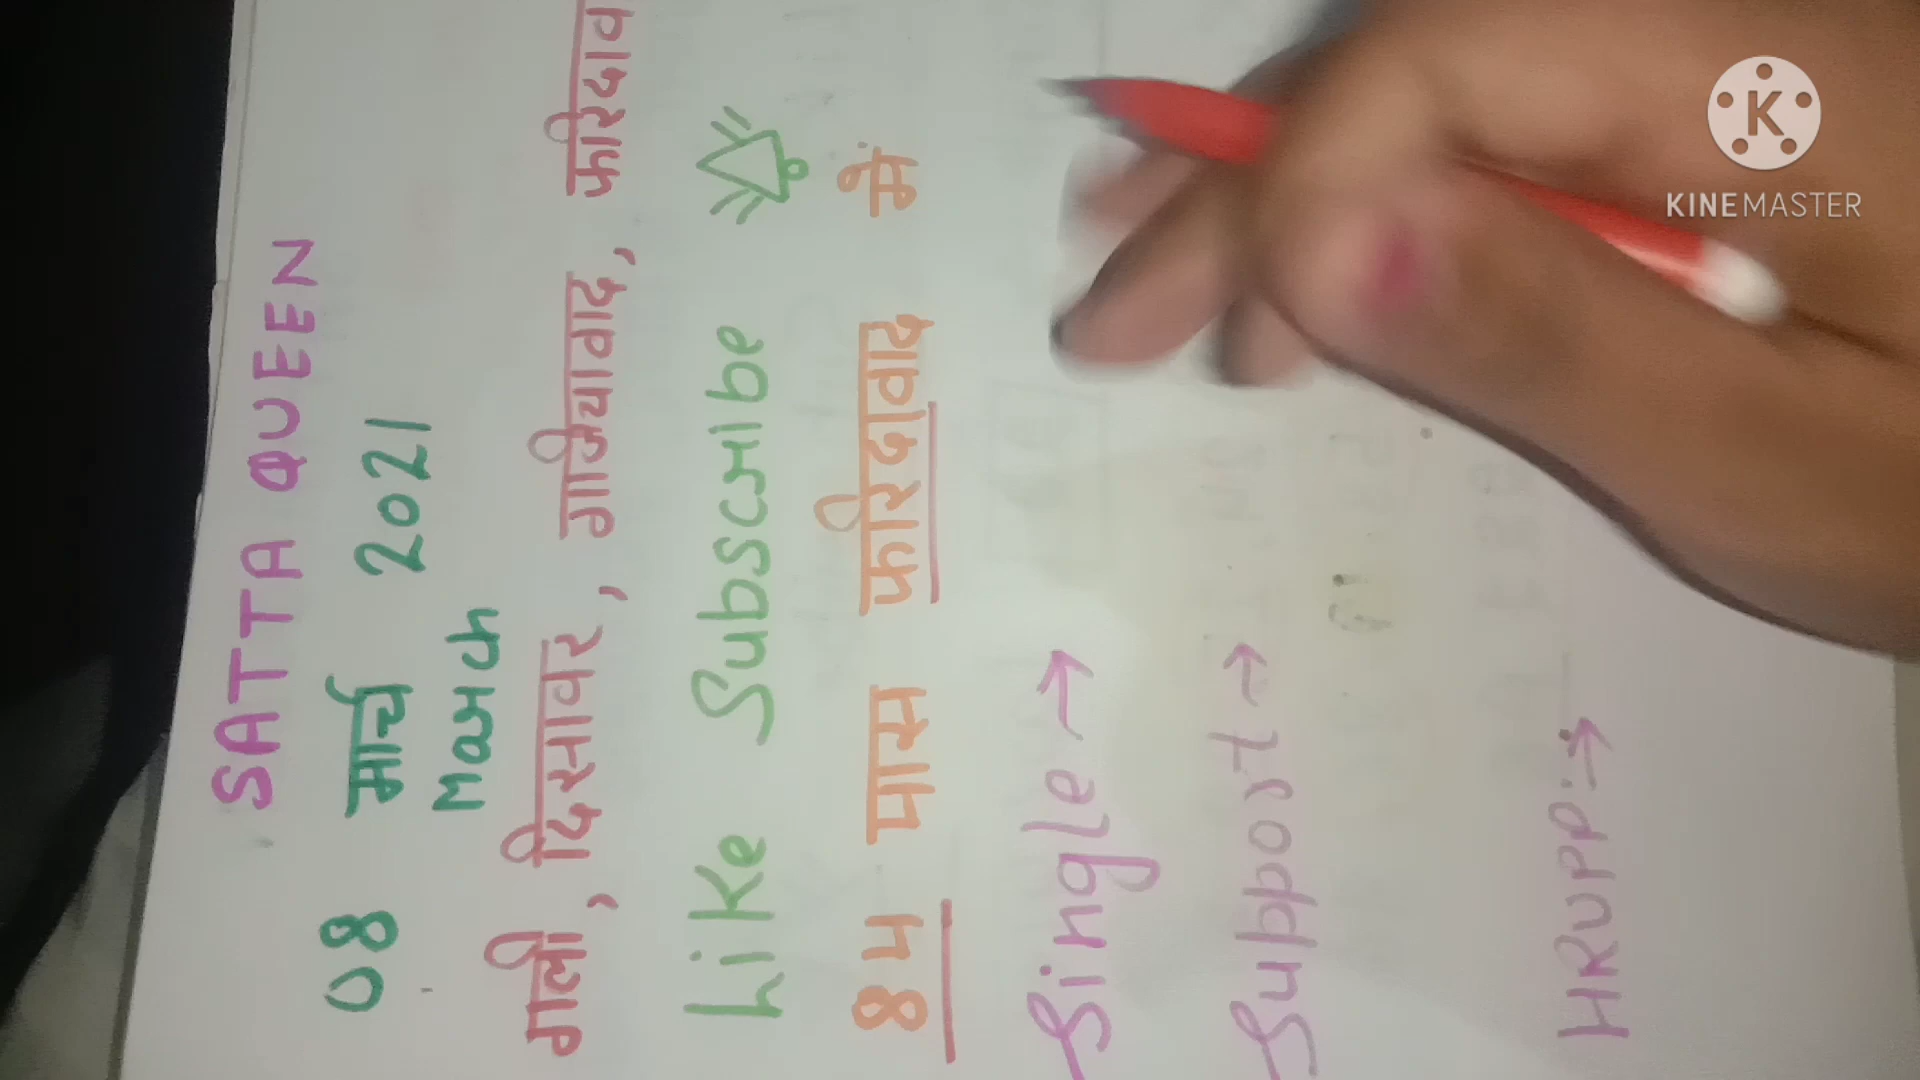 SATTA QUEEN
08 मार्च 2021
March
गली, दिसावर, गाजियावाद, फरिदाव
Like Subscribe
84 पास फरिदावाद में
Single →
Support →
HRUPP:→
K
KINEMASTER